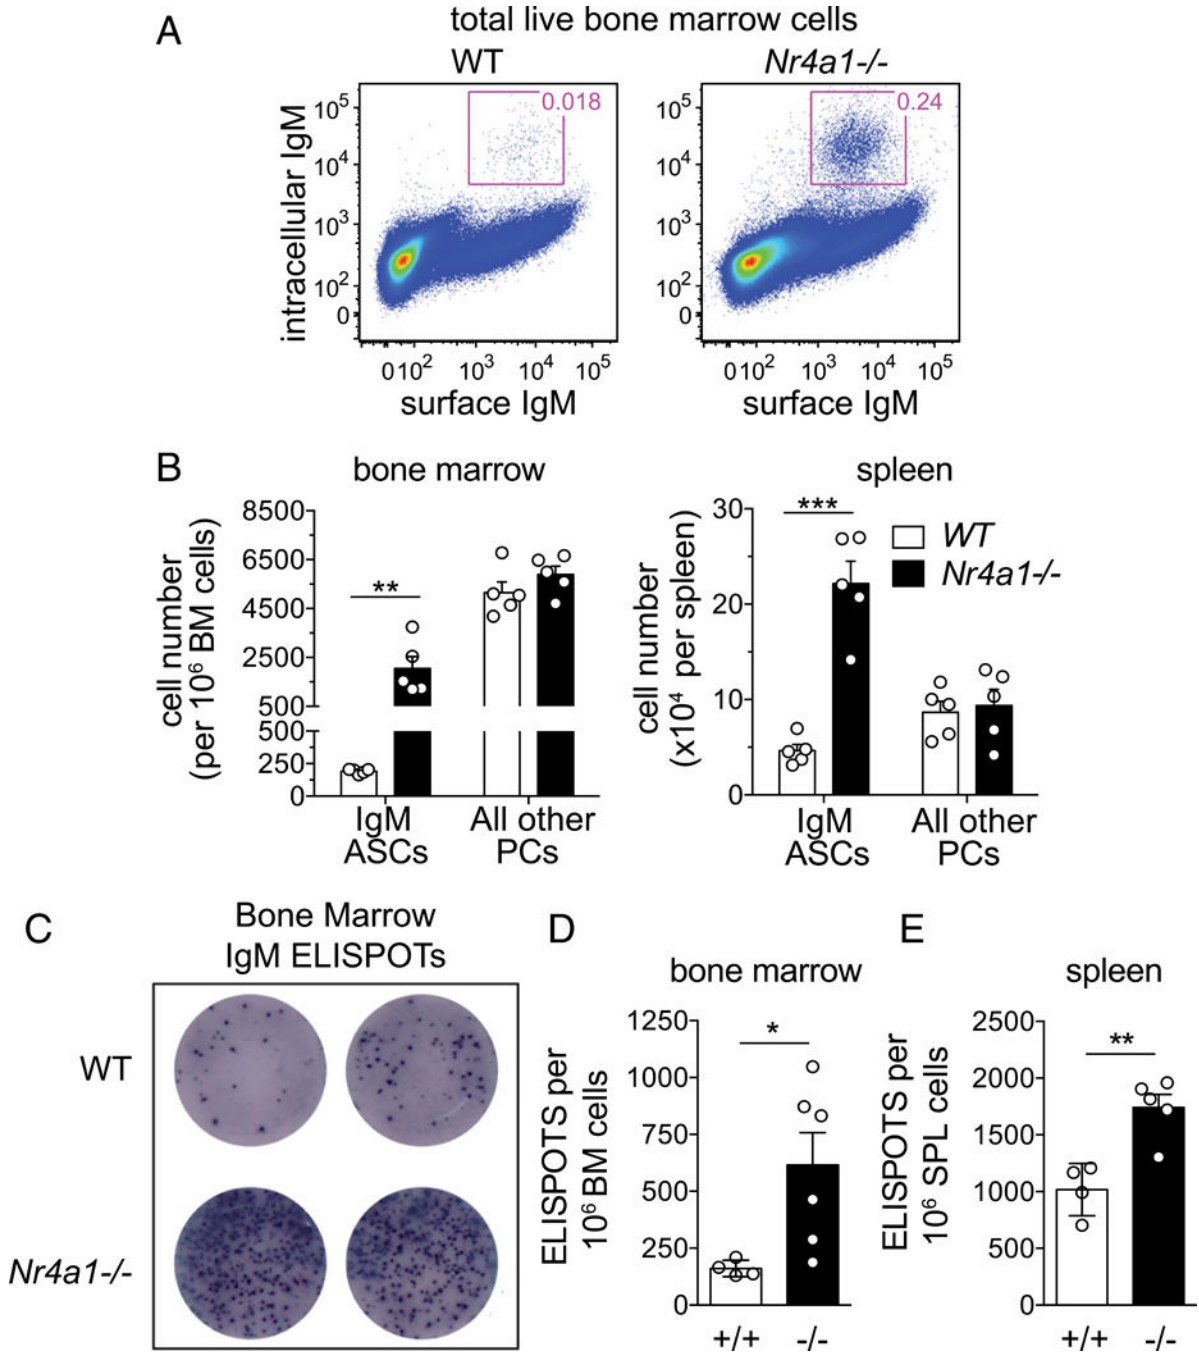 A
total live bone marrow cells
WT
Nr4a1-/-
intracellular IgM
10⁵
10⁴
10³
10²
0
0.018
0 10² 10³ 10⁴ 10⁵
surface IgM
10⁵
10⁴
10³
10²
0
0.24
0 10² 10³ 10⁴ 10⁵
surface IgM
B
bone marrow
cell number
(per 10⁶ BM cells)
8500
6500
4500
2500
500
500
250
0
**
IgM
ASCs
All other
PCs
spleen
cell number
(x10⁴ per spleen)
30
20
10
0
***
WT
Nr4a1-/-
IgM
ASCs
All other
PCs
C
Bone Marrow
IgM ELISPOTs
WT
Nr4a1-/-
D
bone marrow
ELISPOTS per
10⁶ BM cells
1250
1000
750
500
250
0
*
+/+ -/-
E
spleen
ELISPOTS per
10⁶ SPL cells
2500
2000
1500
1000
500
0
**
+/+ -/-